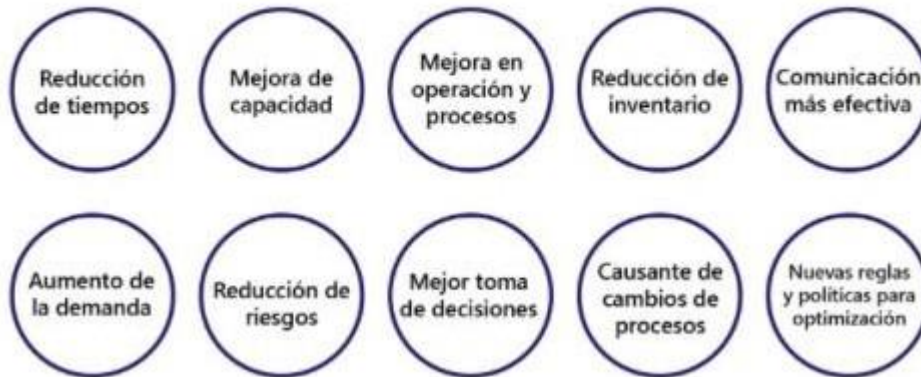 Reducción
de tiempos
Mejora de
capacidad
Mejora en
operación y
procesos
Reducción de
inventario
Comunicación
más efectiva
Aumento de
la demanda
Reducción de
riesgos
Mejor toma
de decisiones
Causante de
cambios de
procesos
Nuevas reglas
y políticas para
optimización